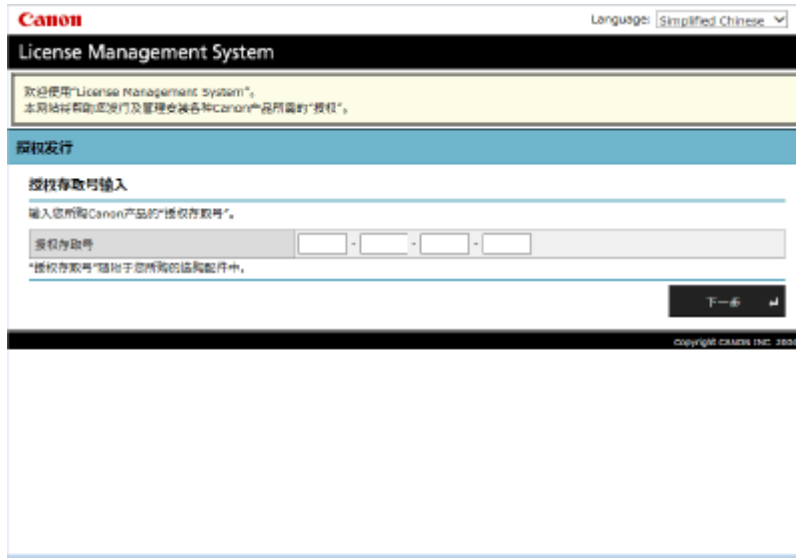 Canon
Language: Simplified Chinese
License Management System
欢迎使用"License Management System"。
本网站将帮助您发行及管理安装各种Canon产品所需的"授权"。
授权发行
授权存取号输入
输入您所购Canon产品的"授权存取号"。
授权存取号
- - -
"授权存取号"随附于您所购的选购配件中。
下一步
Copyright CANON INC. 200